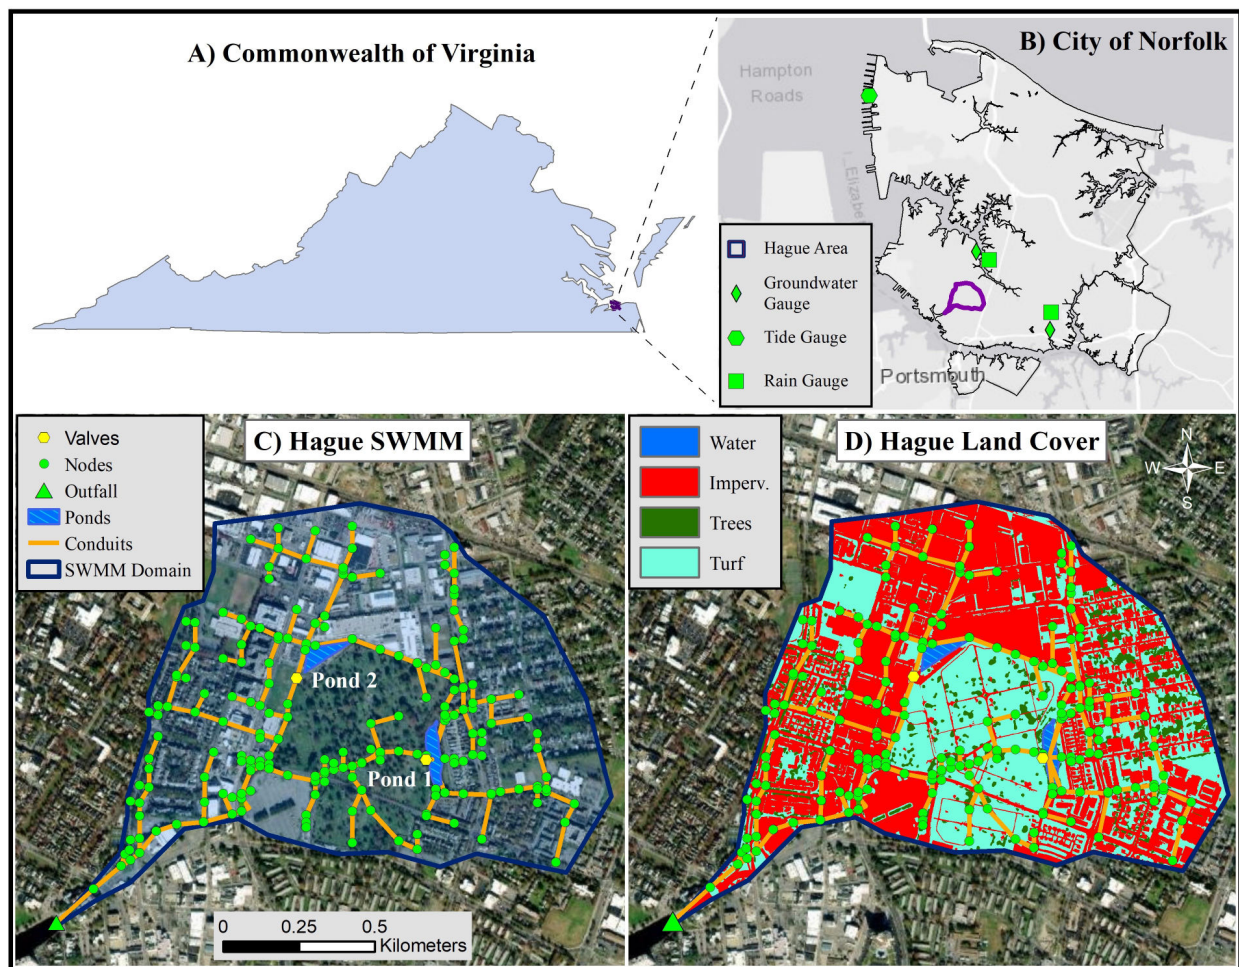 A) Commonwealth of Virginia
B) City of Norfolk
Hampton
Roads
Hague Area
Groundwater
Gauge
Tide Gauge
Rain Gauge
Portsmouth
C) Hague SWMM
Valves
Nodes
Outfall
Ponds
Conduits
SWMM Domain
Pond 2
Pond 1
0 0.25 0.5
Kilometers
D) Hague Land Cover
Water
Imperv.
Trees
Turf
N
W E
S